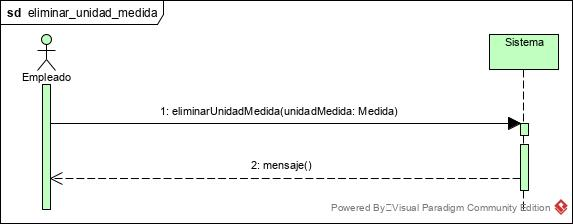 sd eliminar_unidad_medida
Sistema
Empleado
1: eliminarUnidadMedida(unidadMedida: Medida)
2: mensaje()
Powered By Visual Paradigm Community Edition